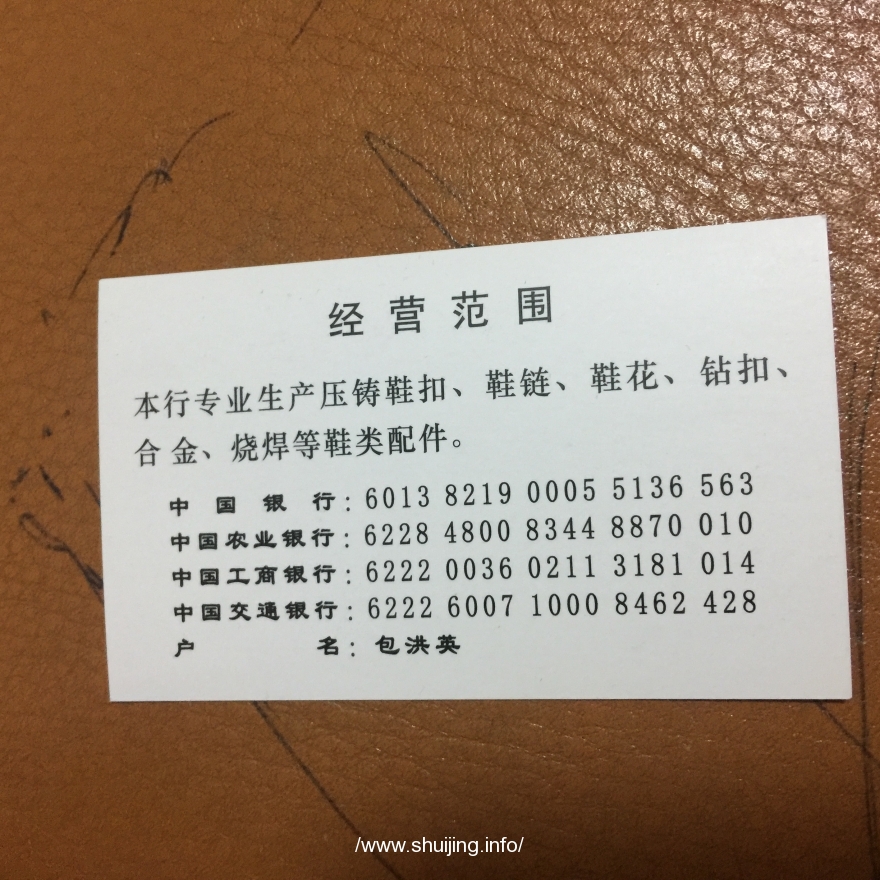 经营范围
本行专业生产压铸鞋扣、鞋链、鞋花、钻扣、
合金、烧焊等鞋类配件。
中国银行：6013 8219 0005 5136 563
中国农业银行：6228 4800 8344 8870 010
中国工商银行：6222 0036 0211 3181 014
中国交通银行：6222 6007 1000 8462 428
户名：包洪英
/www.shuijing.info/